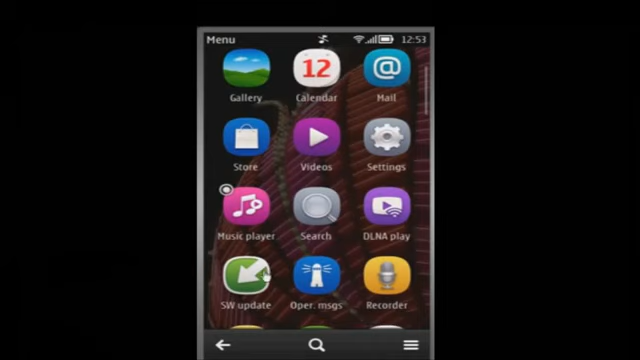 Menu 12:53
12
Gallery Calendar Mail
Store Videos Settings
Music player Search DLNA play
SW update Oper. msgs Recorder